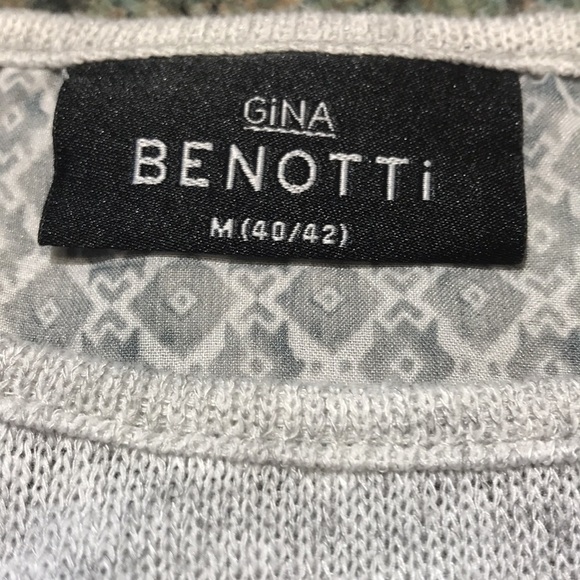 GiNA
BENOTTi
M (40/42)